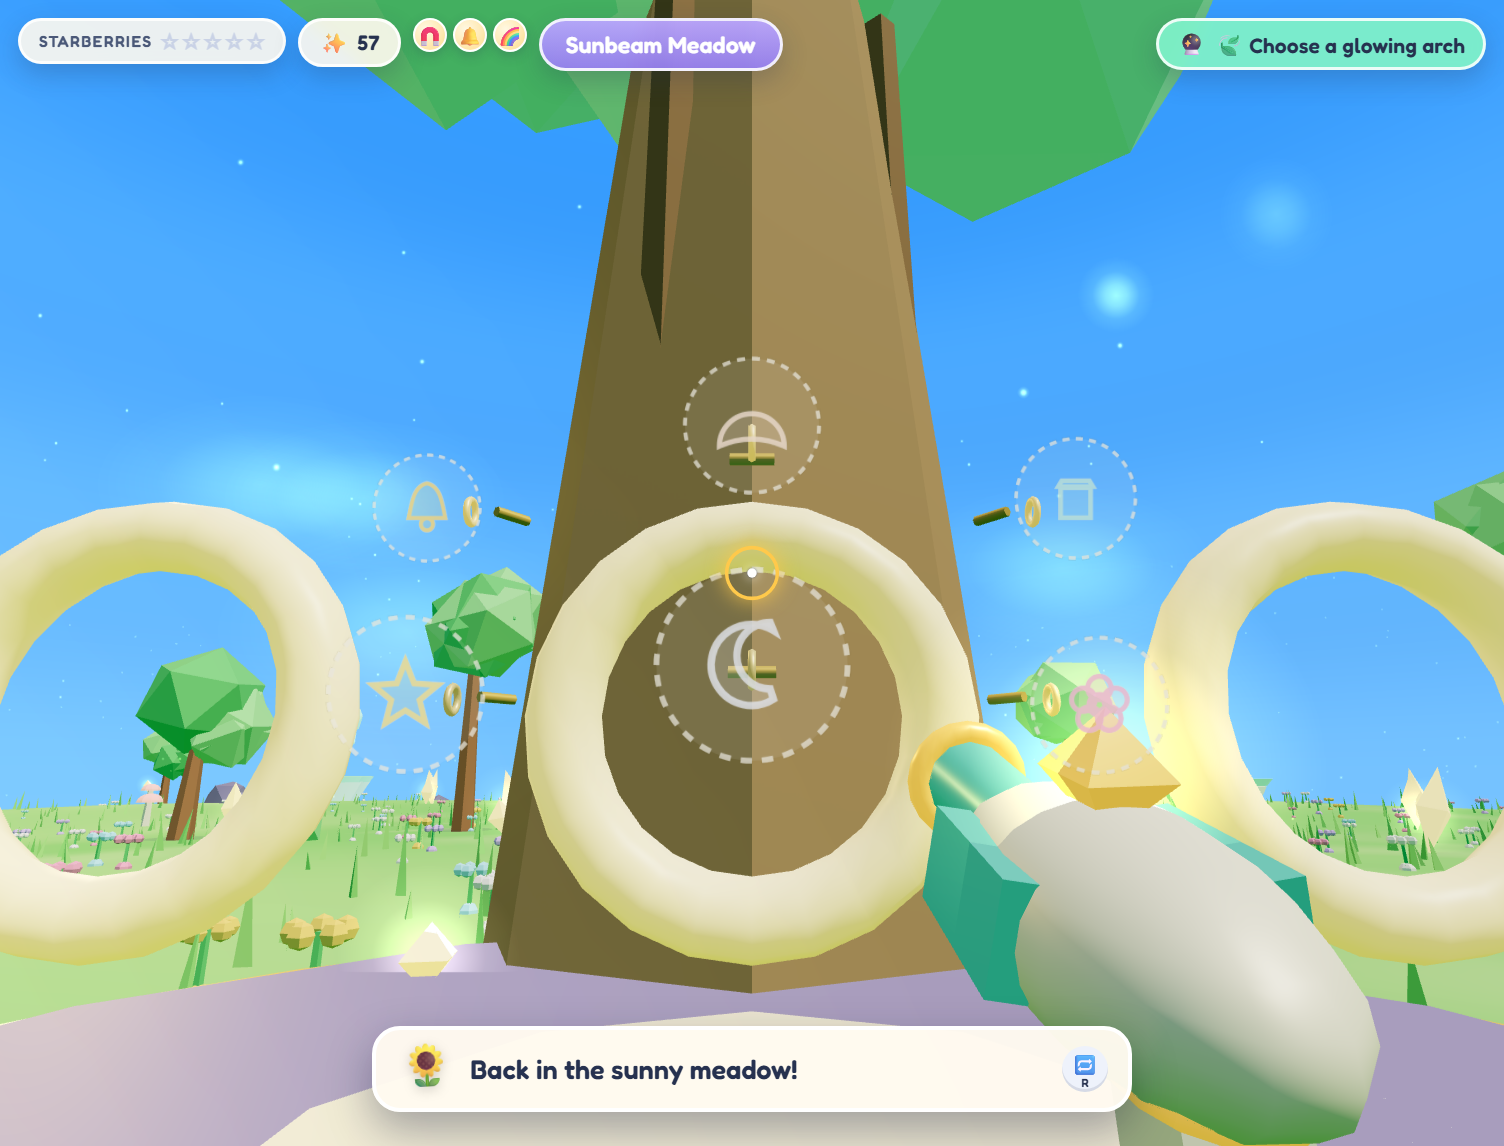 STARBERRIES
57
Sunbeam Meadow
Choose a glowing arch
Back in the sunny meadow!
R